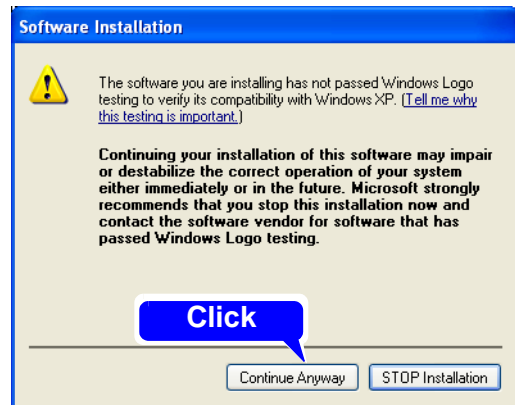 Software Installation
The software you are installing has not passed Windows Logo
testing to verify its compatibility with Windows XP. (Tell me why
this testing is important.)
Continuing your installation of this software may impair
or destabilize the correct operation of your system
either immediately or in the future. Microsoft strongly
recommends that you stop this installation now and
contact the software vendor for software that has
passed Windows Logo testing.
Click
Continue Anyway
STOP Installation